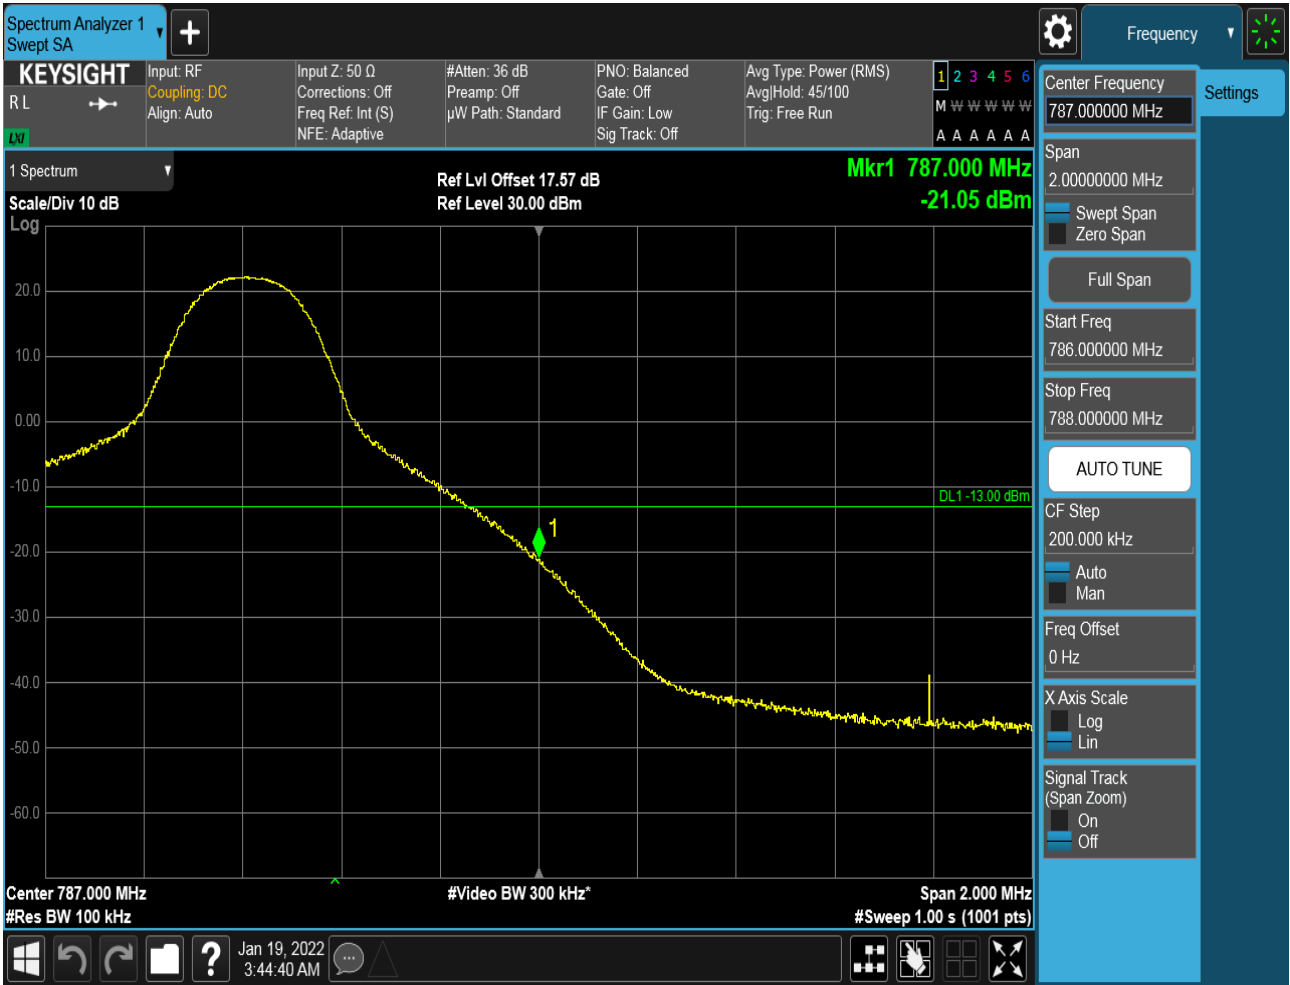 Spectrum Analyzer 1
Swept SA
Frequency
KEYSIGHT
R L
LXI
Input: RF
Coupling: DC
Align: Auto
Input Z: 50 Ω
Corrections: Off
Freq Ref: Int (S)
NFE: Adaptive
#Atten: 36 dB
Preamp: Off
µW Path: Standard
PNO: Balanced
Gate: Off
IF Gain: Low
Sig Track: Off
Avg Type: Power (RMS)
Avg|Hold: 45/100
Trig: Free Run
1 2 3 4 5 6
M W W W W W
A A A A A A
1 Spectrum
Scale/Div 10 dB
Log
Ref Lvl Offset 17.57 dB
Ref Level 30.00 dBm
Mkr1 787.000 MHz
-21.05 dBm
20.0
10.0
0.00
-10.0
-20.0
-30.0
-40.0
-50.0
-60.0
DL1 -13.00 dBm
1
Center 787.000 MHz
#Res BW 100 kHz
#Video BW 300 kHz*
Span 2.000 MHz
#Sweep 1.00 s (1001 pts)
Jan 19, 2022
3:44:40 AM
?
Center Frequency
787.000000 MHz
Span
2.00000000 MHz
Swept Span
Zero Span
Full Span
Start Freq
786.000000 MHz
Stop Freq
788.000000 MHz
AUTO TUNE
CF Step
200.000 kHz
Auto
Man
Freq Offset
0 Hz
X Axis Scale
Log
Lin
Signal Track
(Span Zoom)
On
Off
Settings